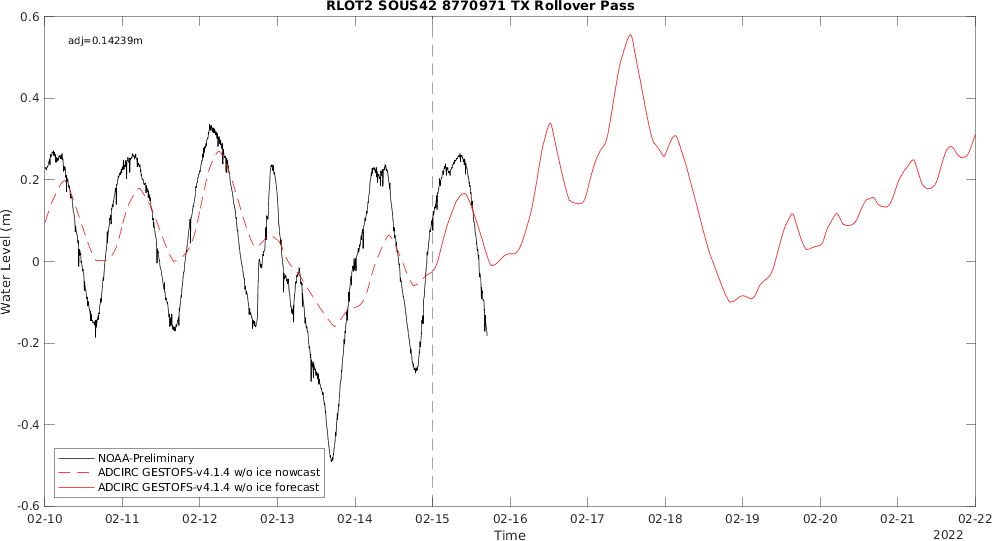 RLOT2 SOUS42 8770971 TX Rollover Pass
adj=0.14239m
0.6
0.4
0.2
0
-0.2
-0.4
-0.6
Water Level (m)
NOAA-Preliminary
ADCIRC GESTOFS-v4.1.4 w/o ice nowcast
ADCIRC GESTOFS-v4.1.4 w/o ice forecast
02-10 02-11 02-12 02-13 02-14 02-15 02-16 02-17 02-18 02-19 02-20 02-21 02-22
Time
2022